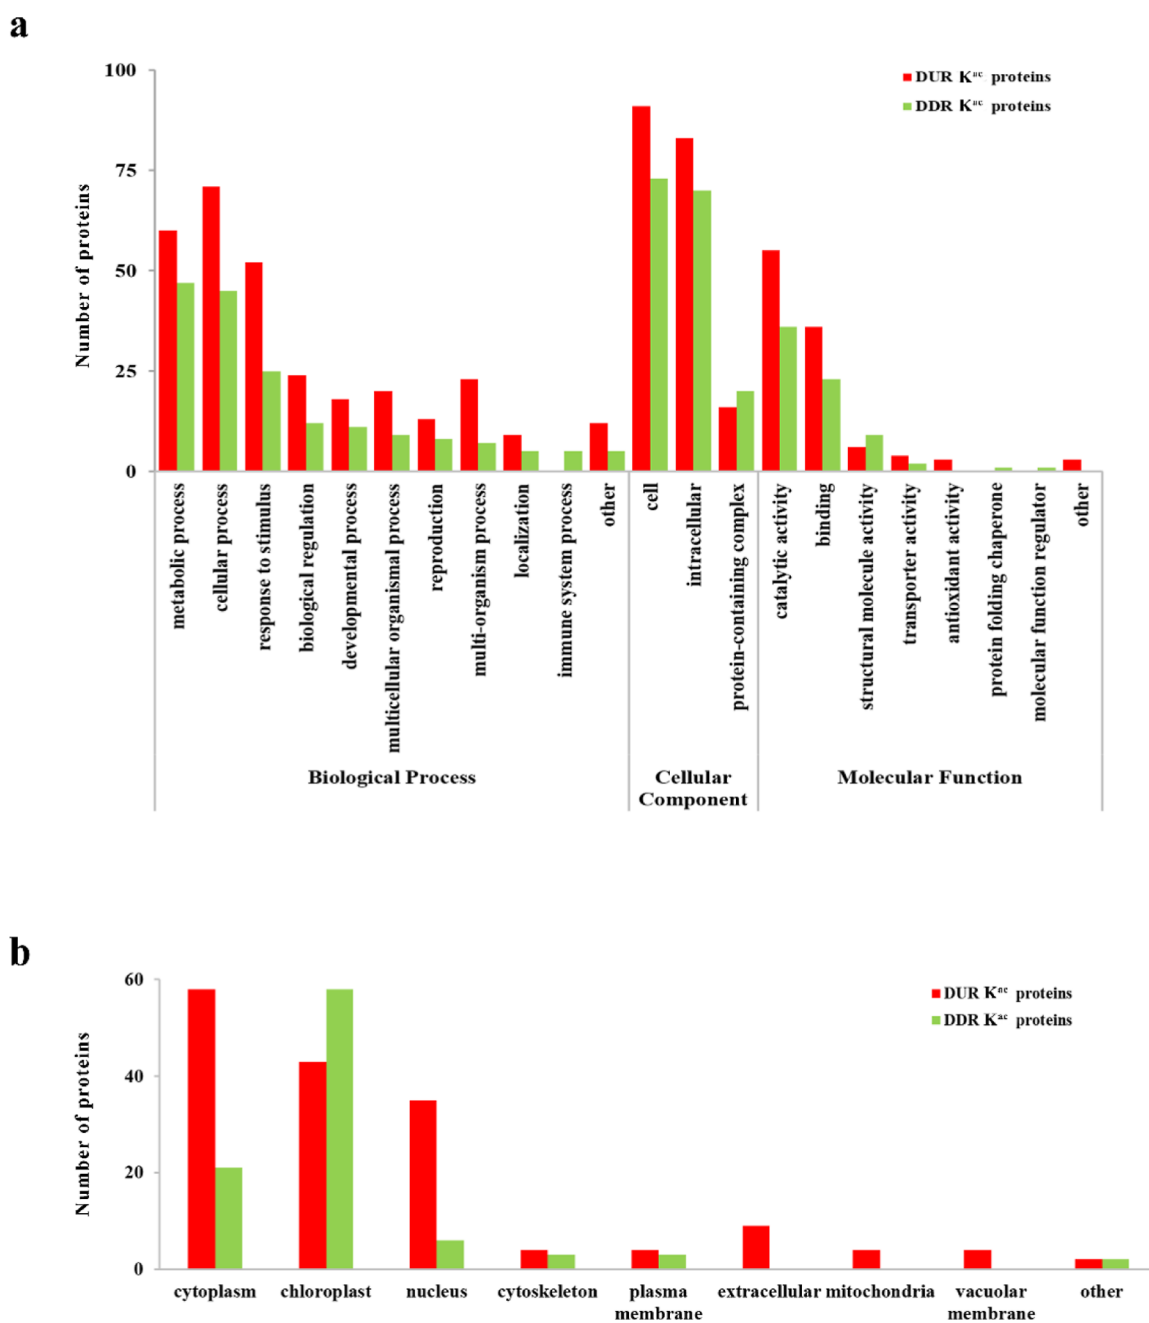 a
100
75
50
25
0
Number of proteins
DUR Kᵃᶜ proteins
DDR Kᵃᶜ proteins
metabolic process
cellular process
response to stimulus
biological regulation
developmental process
multicellular organismal process
reproduction
multi-organism process
localization
immune system process
other
cell
intracellular
protein-containing complex
catalytic activity
binding
structural molecule activity
transporter activity
antioxidant activity
protein folding chaperone
molecular function regulator
other
Biological Process
Cellular
Component
Molecular Function
b
60
40
20
0
Number of proteins
DUR Kᵃᶜ proteins
DDR Kᵃᶜ proteins
cytoplasm
chloroplast
nucleus
cytoskeleton
plasma
membrane
extracellular
mitochondria
vacuolar
membrane
other